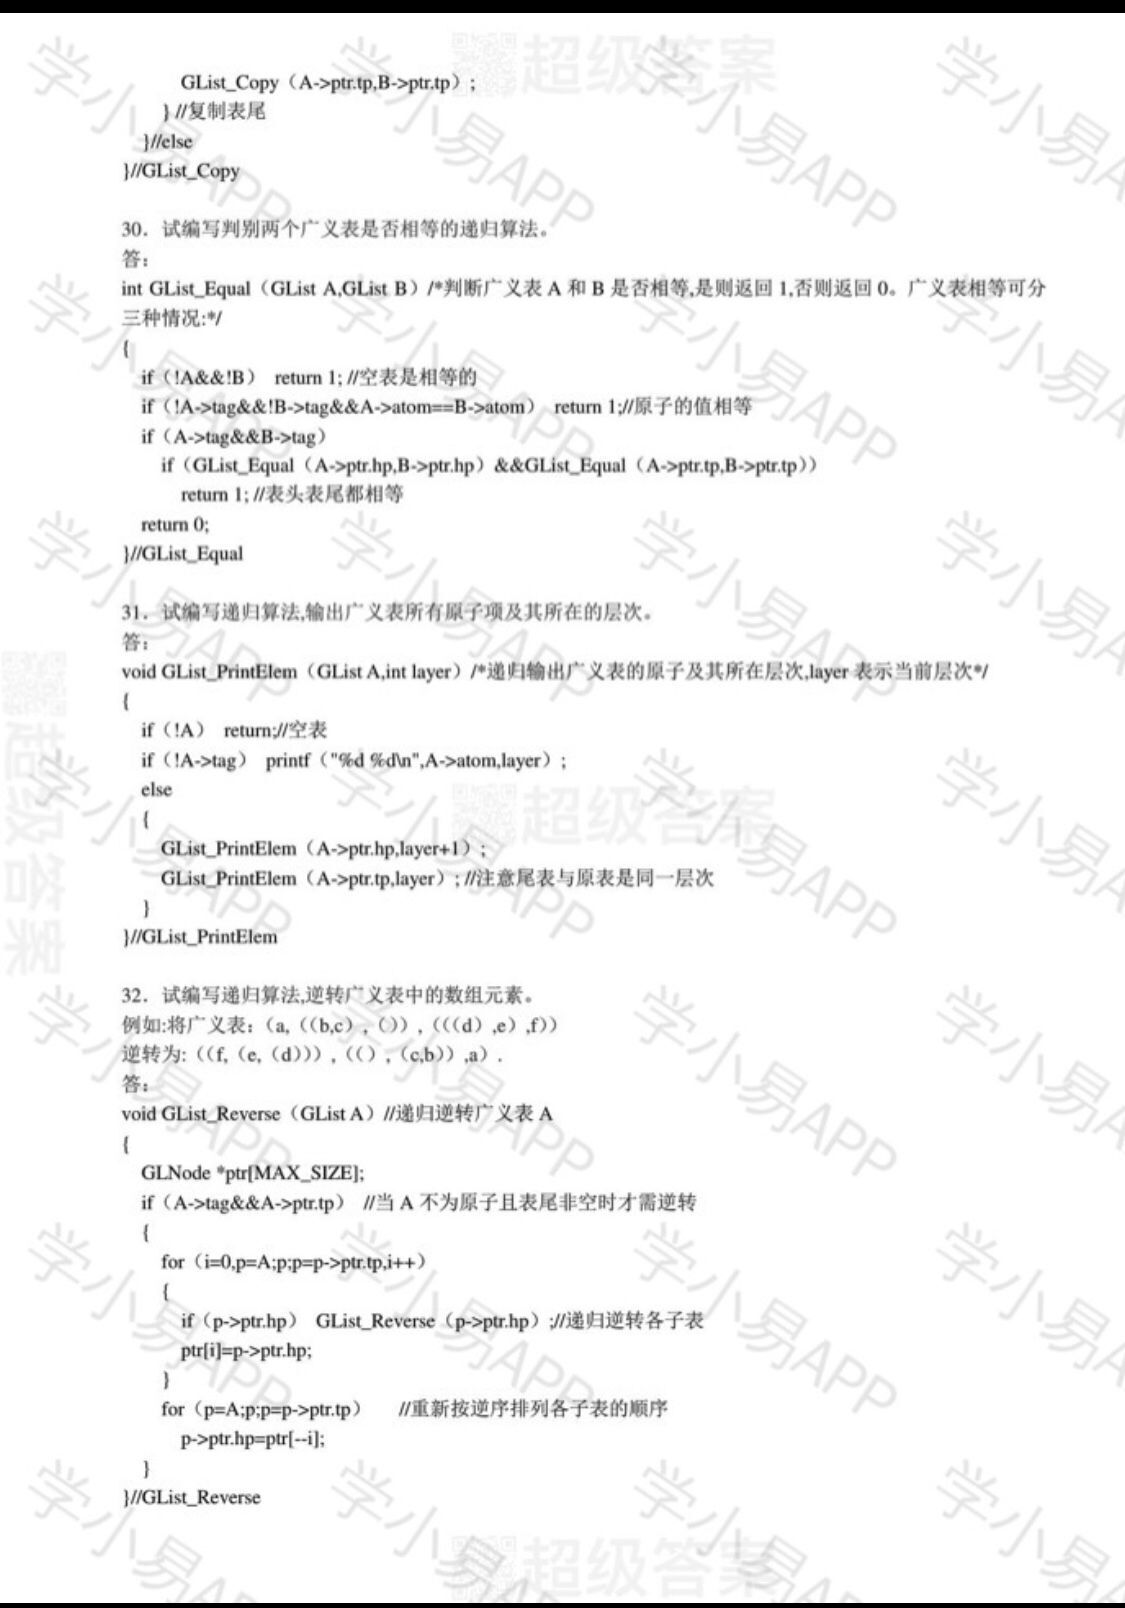 GList_Copy（A->ptr.tp,B->ptr.tp）;
} //复制表尾
}//else
}//GList_Copy
30．试编写判别两个广义表是否相等的递归算法。
答：
int GList_Equal（GList A,GList B）/*判断广义表 A 和 B 是否相等,是则返回 1,否则返回 0。广义表相等可分
三种情况:*/
{
if（!A&&!B） return 1; //空表是相等的
if（!A->tag&&!B->tag&&A->atom==B->atom） return 1;//原子的值相等
if（A->tag&&B->tag）
if（GList_Equal（A->ptr.hp,B->ptr.hp）&&GList_Equal（A->ptr.tp,B->ptr.tp））
return 1; //表头表尾都相等
return 0;
}//GList_Equal
31．试编写递归算法,输出广义表所有原子项及其所在的层次。
答：
void GList_PrintElem（GList A,int layer）/*递归输出广义表的原子及其所在层次,layer 表示当前层次*/
{
if（!A） return;//空表
if（!A->tag） printf（"%d %d\n",A->atom,layer）;
else
{
GList_PrintElem（A->ptr.hp,layer+1）;
GList_PrintElem（A->ptr.tp,layer）; //注意尾表与原表是同一层次
}
}//GList_PrintElem
32．试编写递归算法,逆转广义表中的数组元素。
例如:将广义表：（a,（（b,c）,（））,（（（d）,e）,f））
逆转为:（（f,（e,（d）））,（（）,（c,b））,a）.
答：
void GList_Reverse（GList A）//递归逆转广义表 A
{
GLNode *ptr[MAX_SIZE];
if（A->tag&&A->ptr.tp） //当 A 不为原子且表尾非空时才需逆转
{
for（i=0,p=A;p;p=p->ptr.tp,i++）
{
if（p->ptr.hp） GList_Reverse（p->ptr.hp）;//递归逆转各子表
ptr[i]=p->ptr.hp;
}
for（p=A;p;p=p->ptr.tp） //重新按逆序排列各子表的顺序
p->ptr.hp=ptr[--i];
}
}//GList_Reverse
学小易APP
超级答案